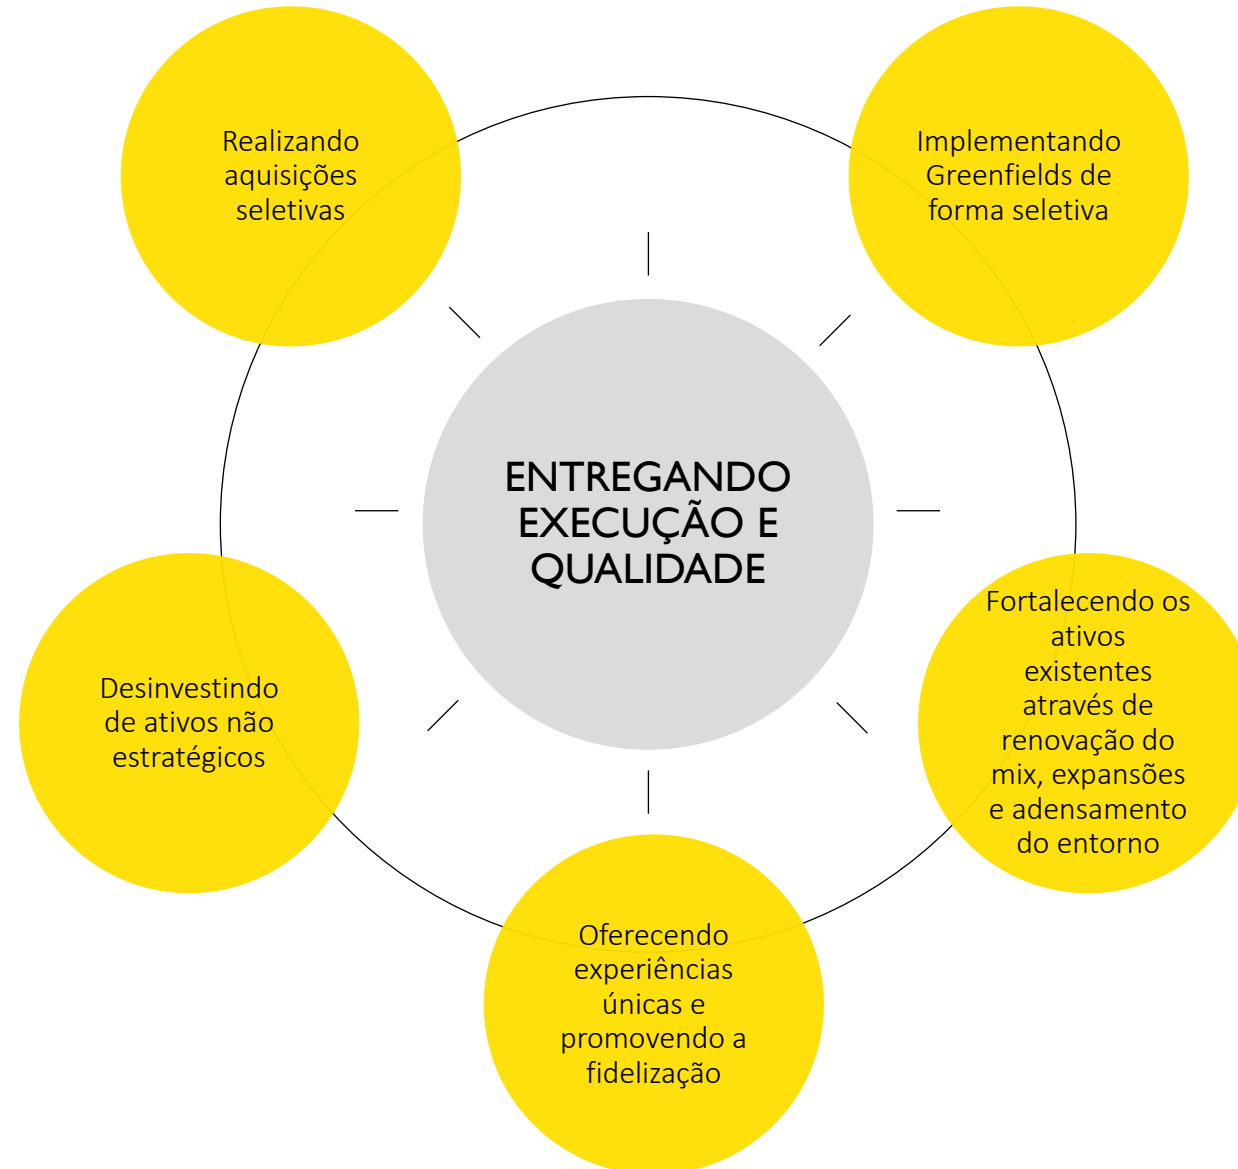 Realizando
aquisições
seletivas
Implementando
Greenfields de
forma seletiva
ENTREGANDO
EXECUÇÃO E
QUALIDADE
Fortalecendo os
ativos
existentes
através de
renovação do
mix, expansões
e adensamento
do entorno
Desinvestindo
de ativos não
estratégicos
Oferecendo
experiências
únicas e
promovendo a
fidelização